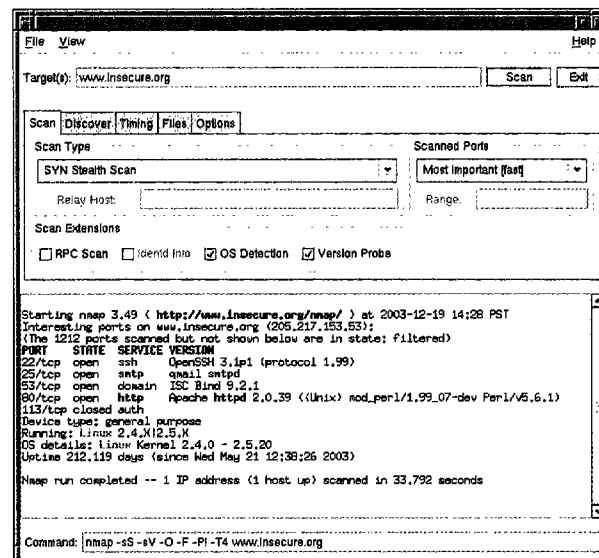 File View Help
Target(s): www.insecure.org Scan Exit
Scan Discover Timing Files Options
Scan Type Scanned Ports
SYN Stealth Scan Most Important [fast]
Relay Host: Range:
Scan Extensions
RPC Scan Identd Info OS Detection Version Probe
Starting nmap 3.49 ( http://www.insecure.org/nmap/ ) at 2003-12-19 14:28 PST
Interesting ports on www.insecure.org (205.217.153.53):
(The 1212 ports scanned but not shown below are in state: filtered)
PORT STATE SERVICE VERSION
22/tcp open ssh OpenSSH 3.1p1 (protocol 1.99)
25/tcp open smtp qmail smtpd
53/tcp open domain ISC Bind 9.2.1
80/tcp open http Apache httpd 2.0.39 ((Unix) mod_perl/1.99_07-dev Perl/v5.6.1)
113/tcp closed auth
Device type: general purpose
Running: Linux 2.4.X|2.5.X
OS details: Linux Kernel 2.4.0 - 2.5.20
Uptime 212.119 days (since Wed May 21 12:38:26 2003)
Nmap run completed -- 1 IP address (1 host up) scanned in 33.792 seconds
Command: nmap -sS -sV -O -F -PI -T4 www.insecure.org